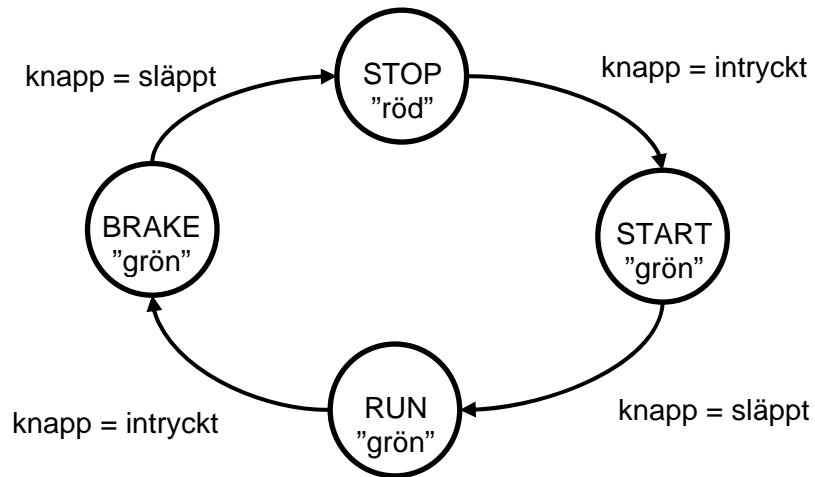 STOP
”röd”
knapp = släppt
knapp = intryckt
BRAKE
”grön”
START
”grön”
RUN
”grön”
knapp = intryckt
knapp = släppt